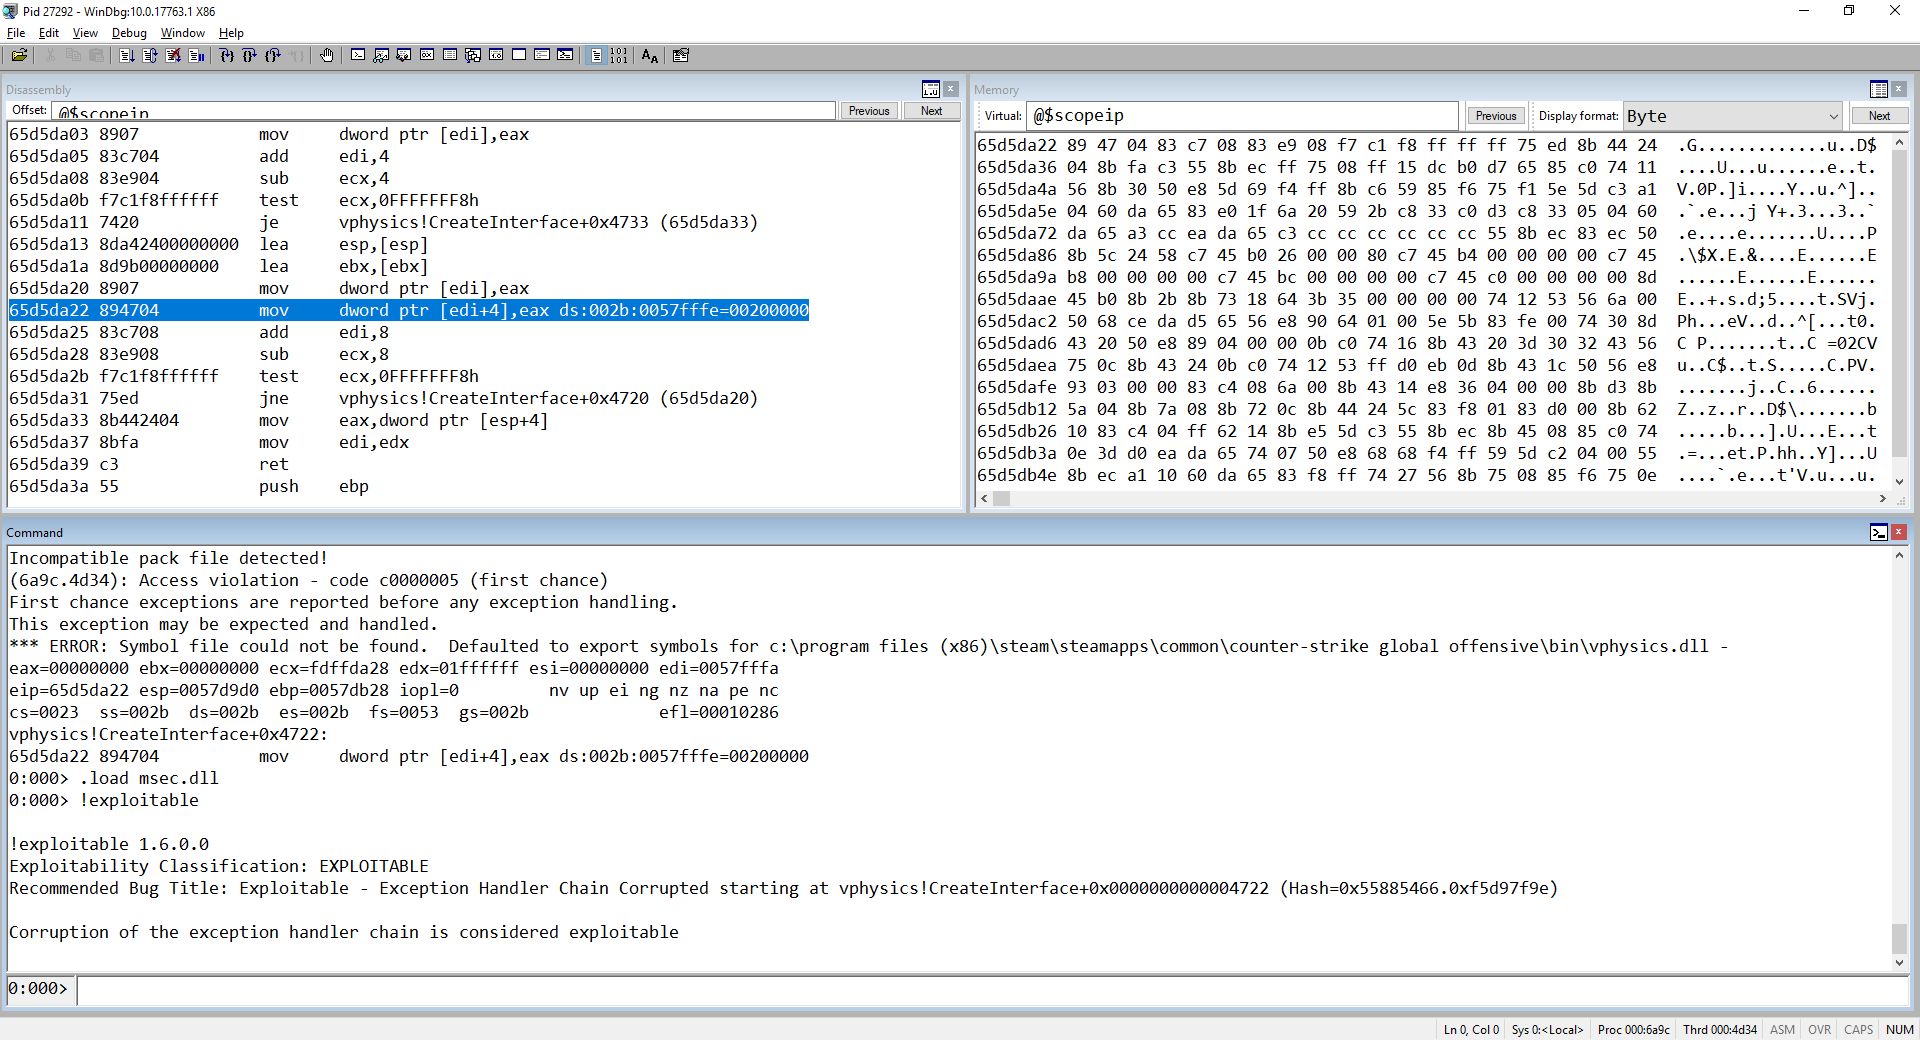 Pid 27292 - WinDbg:10.0.17763.1 X86
File Edit View Debug Window Help
Disassembly
Offset: @$scopeip Previous Next
65d5da03 8907 mov dword ptr [edi],eax
65d5da05 83c704 add edi,4
65d5da08 83e904 sub ecx,4
65d5da0b f7c1f8ffffff test ecx,0FFFFFFF8h
65d5da11 7420 je vphysics!CreateInterface+0x4733 (65d5da33)
65d5da13 8da42400000000 lea esp,[esp]
65d5da1a 8d9b00000000 lea ebx,[ebx]
65d5da20 8907 mov dword ptr [edi],eax
65d5da22 894704 mov dword ptr [edi+4],eax ds:002b:0057fffe=00200000
65d5da25 83c708 add edi,8
65d5da28 83e908 sub ecx,8
65d5da2b f7c1f8ffffff test ecx,0FFFFFFF8h
65d5da31 75ed jne vphysics!CreateInterface+0x4720 (65d5da20)
65d5da33 8b442404 mov eax,dword ptr [esp+4]
65d5da37 8bfa mov edi,edx
65d5da39 c3 ret
65d5da3a 55 push ebp
Memory
Virtual: @$scopeip Previous Display format: Byte Next
65d5da22 89 47 04 83 c7 08 83 e9 08 f7 c1 f8 ff ff ff 75 ed 8b 44 24 .G.............u..D$
65d5da36 04 8b fa c3 55 8b ec ff 75 08 ff 15 dc b0 d7 65 85 c0 74 11 ....U...u......e..t.
65d5da4a 56 8b 30 50 e8 5d 69 f4 ff 8b c6 59 85 f6 75 f1 5e 5d c3 a1 V.0P.]i....Y..u.^]..
65d5da5e 04 60 da 65 83 e0 1f 6a 20 59 2b c8 33 c0 d3 c8 33 05 04 60 .`.e...j Y+.3...3..`
65d5da72 da 65 a3 cc ea da 65 c3 cc cc cc cc cc cc 55 8b ec 83 ec 50 .e....e.......U....P
65d5da86 8b 5c 24 58 c7 45 b0 26 00 00 80 c7 45 b4 00 00 00 00 c7 45 .\$X.E.&....E......E
65d5da9a b8 00 00 00 00 c7 45 bc 00 00 00 00 c7 45 c0 00 00 00 00 8d ......E......E......
65d5daae 45 b0 8b 2b 8b 73 18 64 3b 35 00 00 00 00 74 12 53 56 6a 00 E..+.s.d;5....t.SVj.
65d5dac2 50 68 ce da d5 65 56 e8 90 64 01 00 5e 5b 83 fe 00 74 30 8d Ph...eV..d..^[...t0.
65d5dad6 43 20 50 e8 89 04 00 00 0b c0 74 16 8b 43 20 3d 30 32 43 56 C P.......t..C =02CV
65d5daea 75 0c 8b 43 24 0b c0 74 12 53 ff d0 eb 0d 8b 43 1c 50 56 e8 u..C$..t.S.....C.PV.
65d5dafe 93 03 00 00 83 c4 08 6a 00 8b 43 14 e8 36 04 00 00 8b d3 8b .......j..C..6......
65d5db12 5a 04 8b 7a 08 8b 72 0c 8b 44 24 5c 83 f8 01 83 d0 00 8b 62 Z..z..r..D$\.......b
65d5db26 10 83 c4 04 ff 62 14 8b e5 5d c3 55 8b ec 8b 45 08 85 c0 74 .....b...].U...E...t
65d5db3a 0e 3d d0 ea da 65 74 07 50 e8 68 68 f4 ff 59 5d c2 04 00 55 .=...et.P.hh..Y]...U
65d5db4e 8b ec a1 10 60 da 65 83 f8 ff 74 27 56 8b 75 08 85 f6 75 0e ....`.e...t'V.u...u.
Command
Incompatible pack file detected!
(6a9c.4d34): Access violation - code c0000005 (first chance)
First chance exceptions are reported before any exception handling.
This exception may be expected and handled.
*** ERROR: Symbol file could not be found.  Defaulted to export symbols for c:\program files (x86)\steam\steamapps\common\counter-strike global offensive\bin\vphysics.dll -
eax=00000000 ebx=00000000 ecx=fdffda28 edx=01ffffff esi=00000000 edi=0057fffa
eip=65d5da22 esp=0057d9d0 ebp=0057db28 iopl=0 nv up ei ng nz na pe nc
cs=0023 ss=002b ds=002b es=002b fs=0053 gs=002b efl=00010286
vphysics!CreateInterface+0x4722:
65d5da22 894704 mov dword ptr [edi+4],eax ds:002b:0057fffe=00200000
0:000> .load msec.dll
0:000> !exploitable
!exploitable 1.6.0.0
Exploitability Classification: EXPLOITABLE
Recommended Bug Title: Exploitable - Exception Handler Chain Corrupted starting at vphysics!CreateInterface+0x0000000000004722 (Hash=0x55885466.0xf5d97f9e)
Corruption of the exception handler chain is considered exploitable
0:000>
Ln 0, Col 0 Sys 0:<Local> Proc 000:6a9c Thrd 000:4d34 ASM OVR CAPS NUM